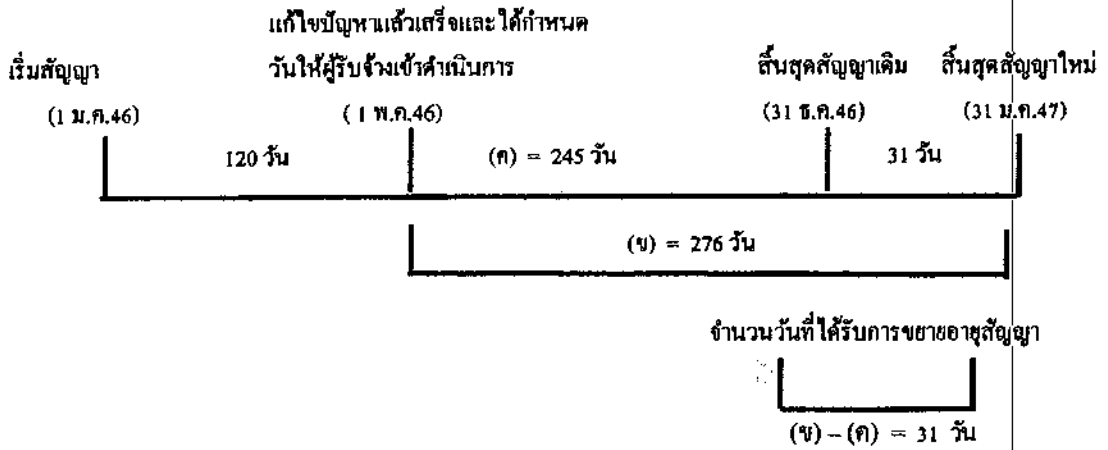 แก้ไขปัญหาแล้วเสร็จและได้กำหนด
เริ่มสัญญา วันให้ผู้รับจ้างเข้าดำเนินการ สิ้นสุดสัญญาเดิม สิ้นสุดสัญญาใหม่
(1 ม.ค.46) ( 1 พ.ค.46) (31 ธ.ค.46) (31 ม.ค.47)
120 วัน (ค) = 245 วัน 31 วัน
(ข) = 276 วัน
จำนวนวันที่ได้รับการขยายอายุสัญญา
(ข) – (ค) = 31 วัน